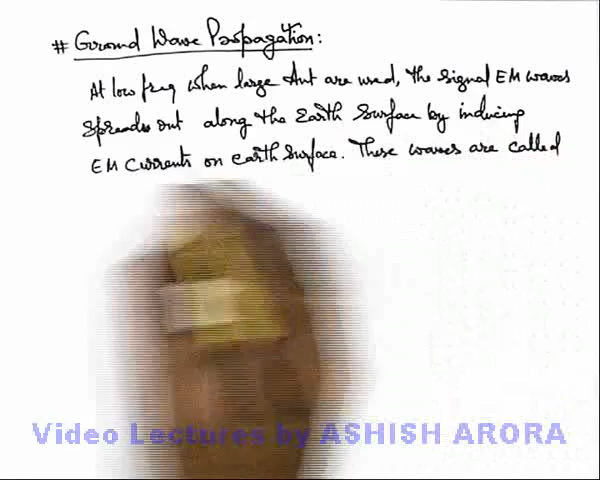 # Ground Wave Propagation:
At low freq when large Ant are used, the signal EM waves
spreads out along the Earth Surface by inducing
EM Currents on earth Surface. These waves are called
Video Lectures by ASHISH ARORA